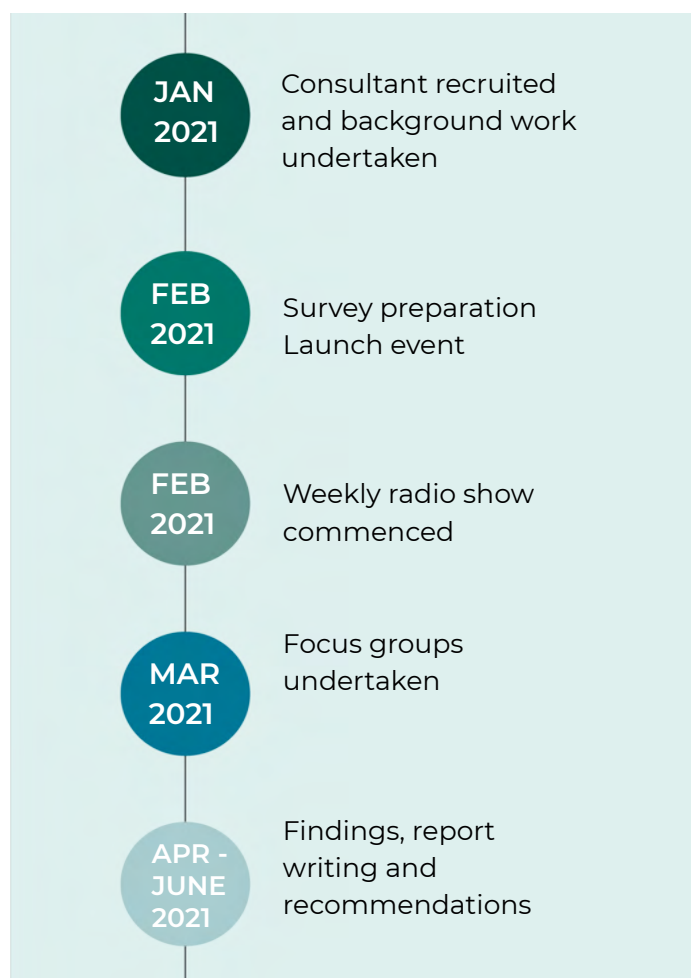 JAN
2021
Consultant recruited
and background work
undertaken
FEB
2021
Survey preparation
Launch event
FEB
2021
Weekly radio show
commenced
MAR
2021
Focus groups
undertaken
APR -
JUNE
2021
Findings, report
writing and
recommendations